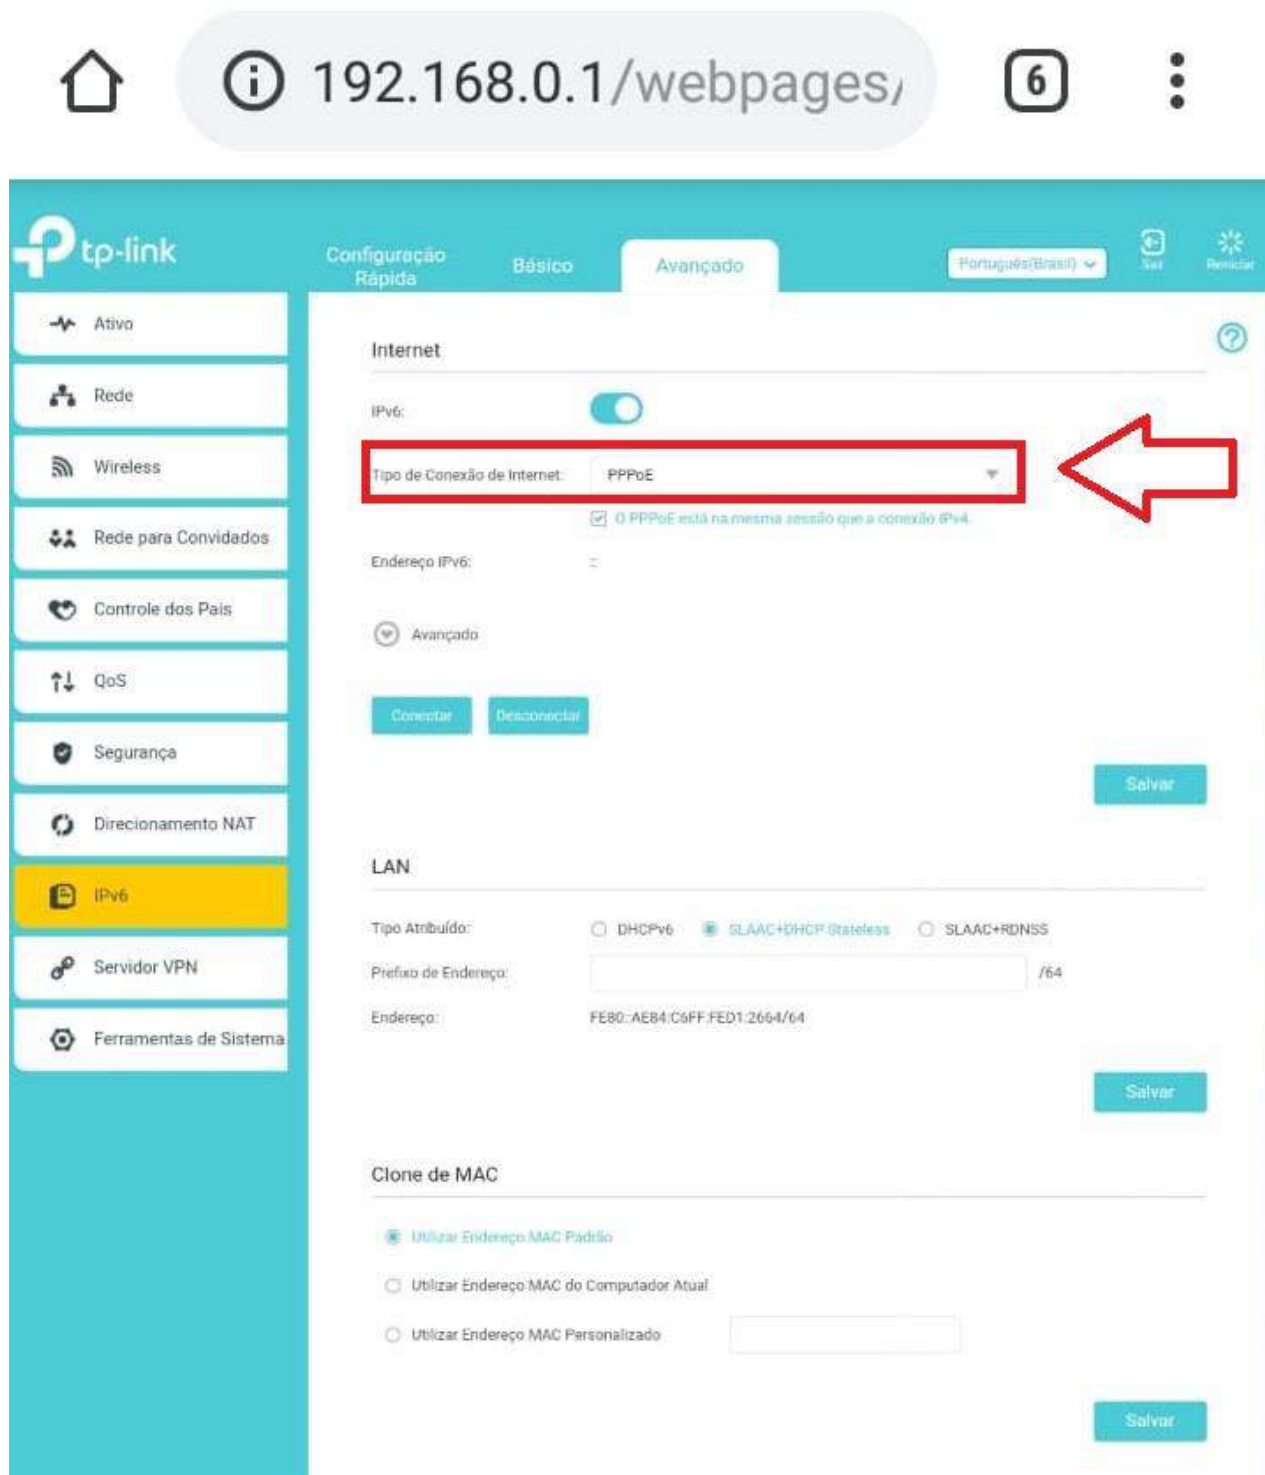 192.168.0.1/webpages/
6
tp-link
Configuração
Rápida
Básico
Avançado
Português(Brasil)
Sair
Reiniciar
Ativo
Rede
Wireless
Rede para Convidados
Controle dos Pais
QoS
Segurança
Direcionamento NAT
IPv6
Servidor VPN
Ferramentas de Sistema
Internet
IPv6:
Tipo de Conexão de Internet: PPPoE
O PPPoE está na mesma sessão que a conexão IPv4.
Endereço IPv6: ::
Avançado
Conectar Desconectar
Salvar
LAN
Tipo Atribuído: DHCPv6 SLAAC+DHCP Stateless SLAAC+RDNSS
Prefixo de Endereço: /64
Endereço: FE80::AE84:C6FF:FED1:2664/64
Salvar
Clone de MAC
Utilizar Endereço MAC Padrão
Utilizar Endereço MAC do Computador Atual
Utilizar Endereço MAC Personalizado
Salvar